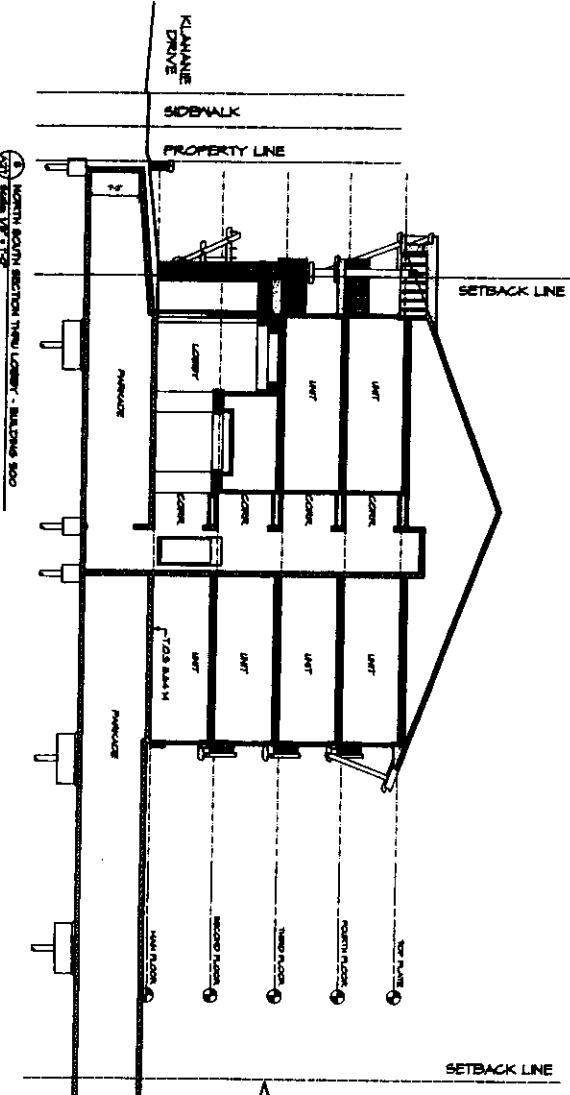 KLAHANIE
DRIVE
SIDEWALK
PROPERTY LINE
SETBACK LINE
LOBBY
UNIT
UNIT
CORR.
CORR.
CORR.
CORR.
UNIT
UNIT
UNIT
UNIT
PARKADE
PARKADE
MAIN FLOOR
SECOND FLOOR
THIRD FLOOR
FOURTH FLOOR
TOP PLATE
SETBACK LINE
NORTH SOUTH SECTION THRU LOBBY - BUILDING 500